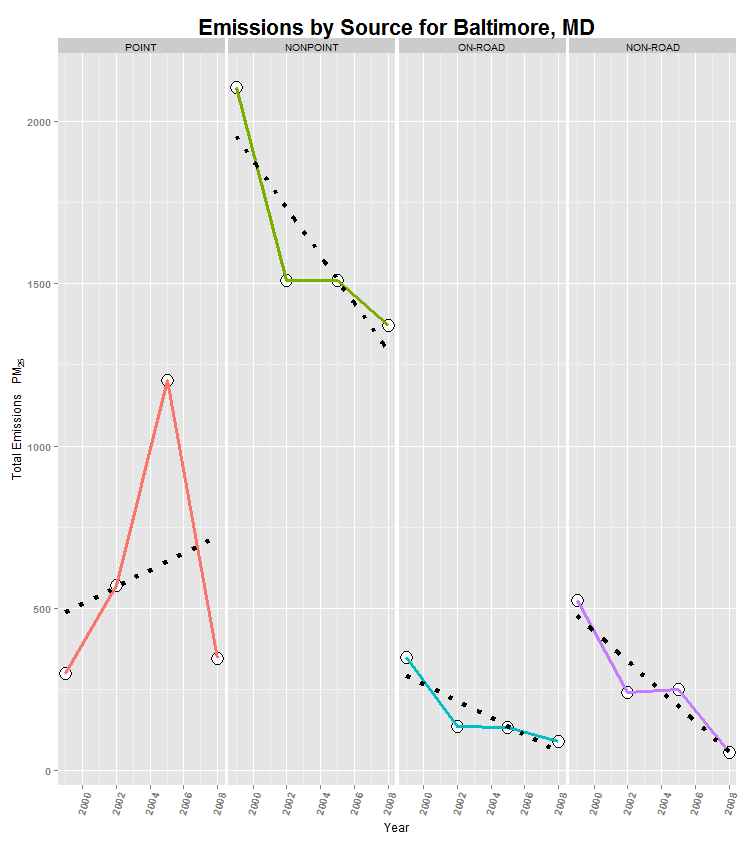 Emissions by Source for Baltimore, MD
POINT NONPOINT ON-ROAD NON-ROAD
2000
1500
1000
500
0
Total Emissions PM25
2000 2002 2004 2006 2008 2000 2002 2004 2006 2008 2000 2002 2004 2006 2008 2000 2002 2004 2006 2008
Year